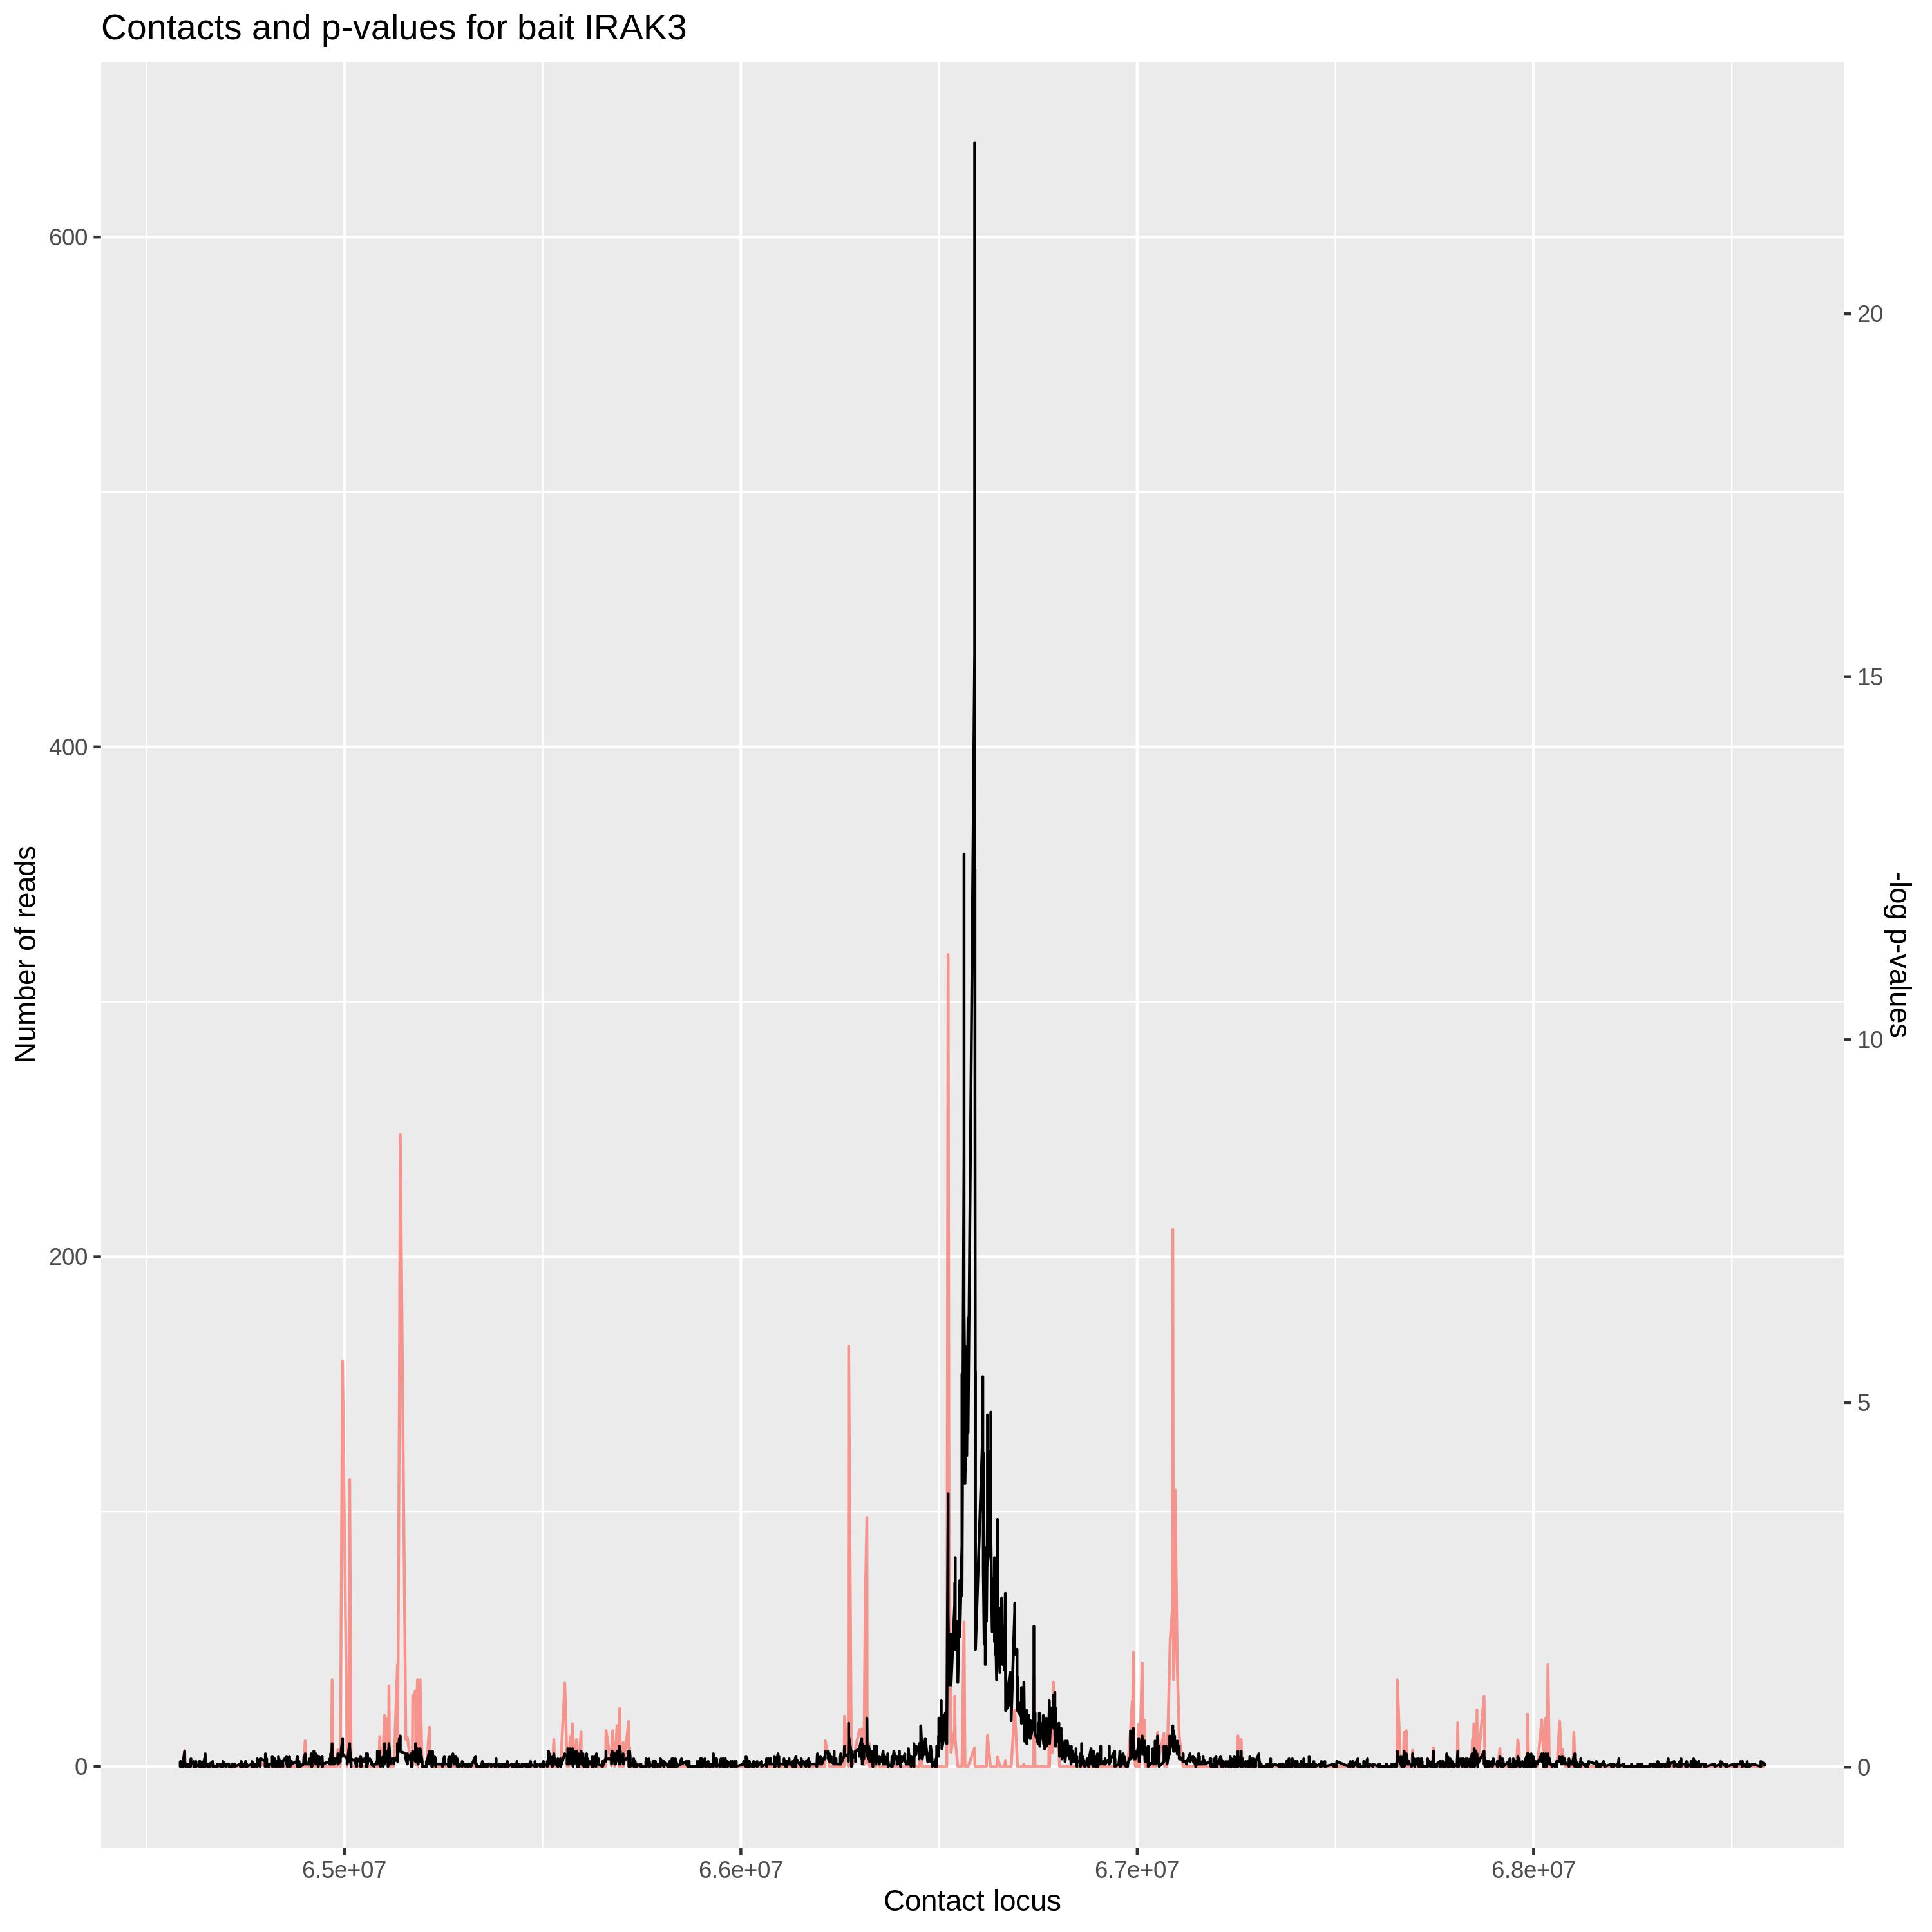 Contacts and p-values for bait IRAK3
Number of reads
600
400
200
0
20
15
10
5
0
-log p-values
6.5e+07
6.6e+07
6.7e+07
6.8e+07
Contact locus